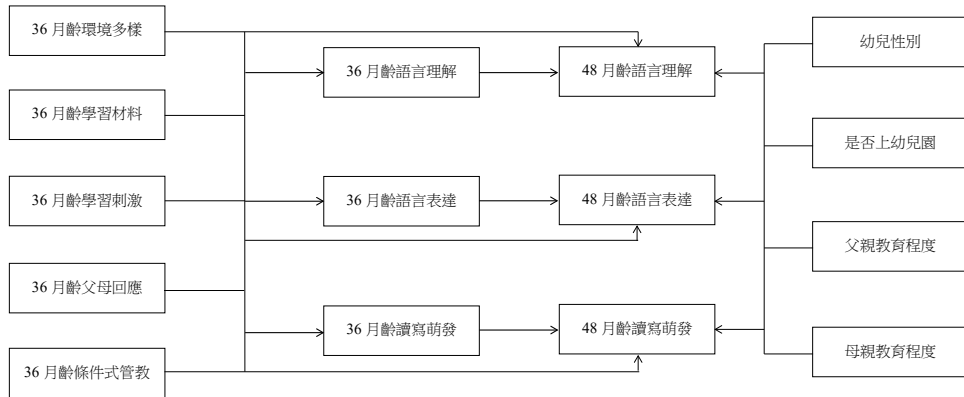 36 月齡環境多樣
36 月齡學習材料
36 月齡學習刺激
36 月齡父母回應
36 月齡條件式管教
36 月齡語言理解
36 月齡語言表達
36 月齡讀寫萌發
48 月齡語言理解
48 月齡語言表達
48 月齡讀寫萌發
幼兒性別
是否上幼兒園
父親教育程度
母親教育程度